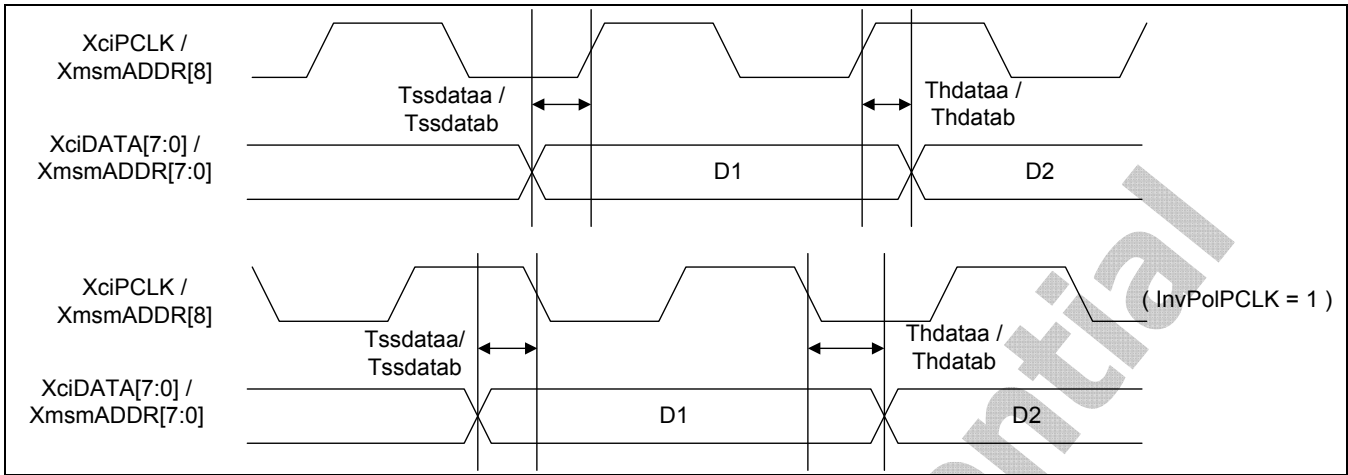 XciPCLK /
XmsmADDR[8]
Tssdataa /
Tssdatab
Thdataa /
Thdatab
XciDATA[7:0] /
XmsmADDR[7:0]
D1
D2
XciPCLK /
XmsmADDR[8]
( InvPolPCLK = 1 )
Tssdataa/
Tssdatab
Thdataa /
Thdatab
XciDATA[7:0] /
XmsmADDR[7:0]
D1
D2
ential